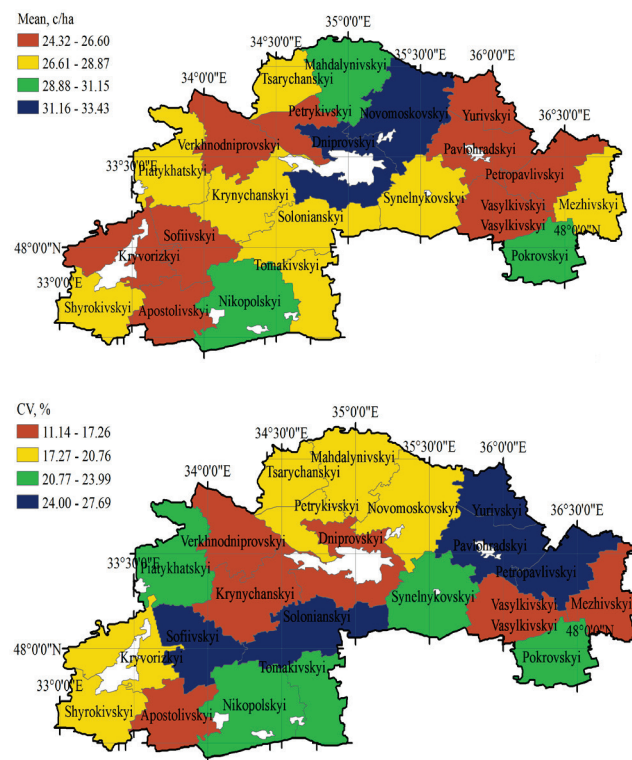 Mean, c/ha
24.32 - 26.60
26.61 - 28.87
28.88 - 31.15
31.16 - 33.43
35°0'0"E
34°30'0"E
35°30'0"E
34°0'0"E
36°0'0"E
36°30'0"E
33°30'0"E
48°0'0"N
33°0'0"E
48°0'0"N
Mahdalynivskyi
Tsarychanskyi
Petrykivskyi
Novomoskovskyi
Yurivskyi
Verkhnodniprovskyi
Dniprovskyi
Pavlohradskyi
Piatykhatskyi
Petropavlivskyi
Krynychanskyi
Synelnykovskyi
Vasylkivskyi
Mezhivskyi
Solonianskyi
Vasylkivskyi
Sofiivskyi
Kryvorizkyi
Tomakivskyi
Pokrovskyi
Nikopolskyi
Shyrokivskyi
Apostolivskyi
CV, %
11.14 - 17.26
17.27 - 20.76
20.77 - 23.99
24.00 - 27.69
35°0'0"E
34°30'0"E
35°30'0"E
34°0'0"E
36°0'0"E
36°30'0"E
33°30'0"E
48°0'0"N
33°0'0"E
48°0'0"N
Mahdalynivskyi
Tsarychanskyi
Petrykivskyi
Novomoskovskyi
Yurivskyi
Verkhnodniprovskyi
Dniprovskyi
Pavlohradskyi
Piatykhatskyi
Petropavlivskyi
Krynychanskyi
Synelnykovskyi
Vasylkivskyi
Mezhivskyi
Solonianskyi
Vasylkivskyi
Sofiivskyi
Kryvorizkyi
Tomakivskyi
Pokrovskyi
Nikopolskyi
Shyrokivskyi
Apostolivskyi